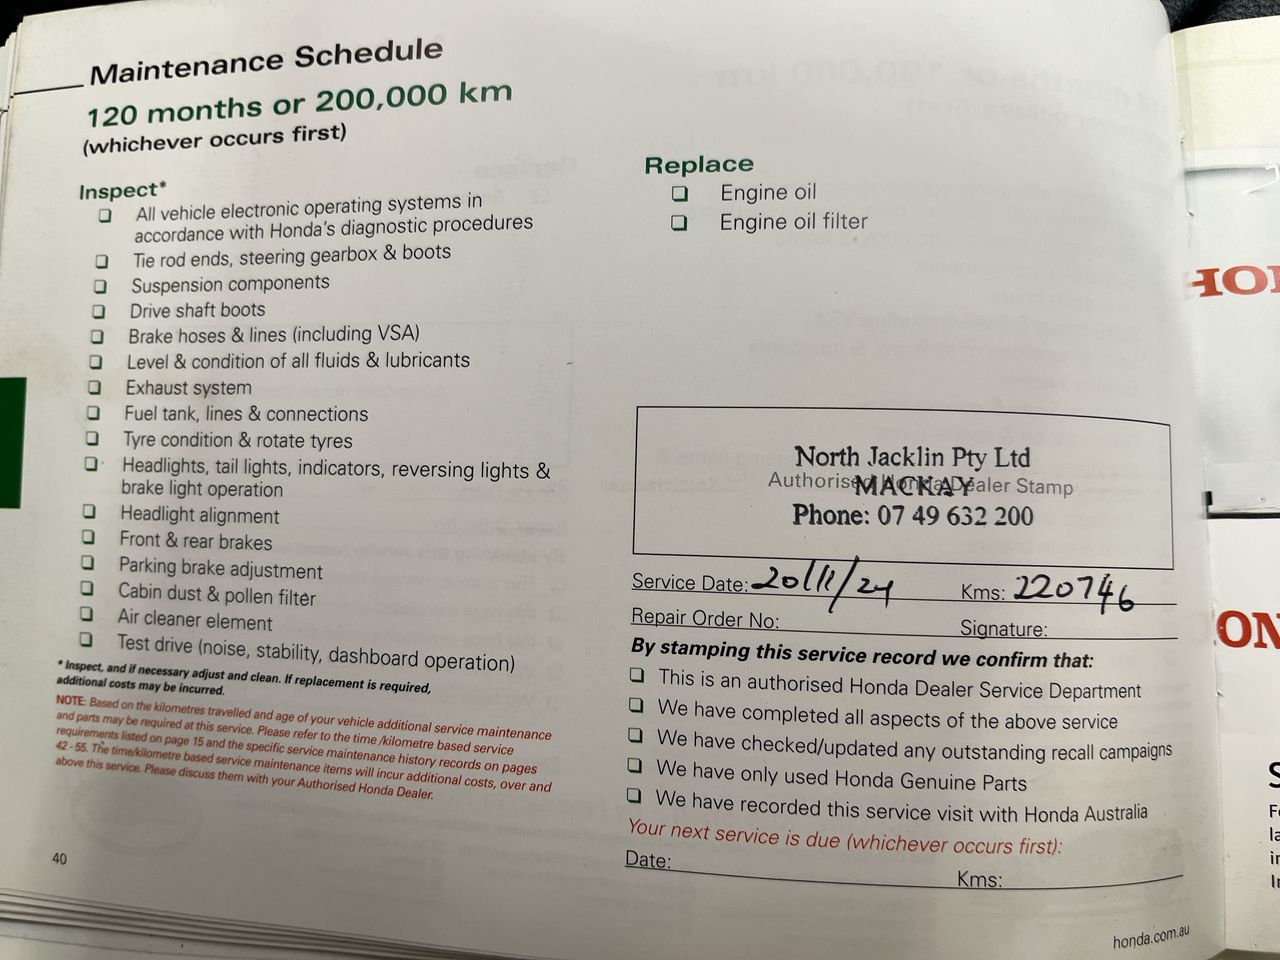 Maintenance Schedule
120 months or 200,000 km
(whichever occurs first)
Inspect*
All vehicle electronic operating systems in
accordance with Honda's diagnostic procedures
Tie rod ends, steering gearbox & boots
Suspension components
Drive shaft boots
Brake hoses & lines (including VSA)
Level & condition of all fluids & lubricants
Exhaust system
Fuel tank, lines & connections
Tyre condition & rotate tyres
Headlights, tail lights, indicators, reversing lights &
brake light operation
Headlight alignment
Front & rear brakes
Parking brake adjustment
Cabin dust & pollen filter
Air cleaner element
Test drive (noise, stability, dashboard operation)
* Inspect, and if necessary adjust and clean. If replacement is required,
additional costs may be incurred.
NOTE: Based on the kilometres travelled and age of your vehicle additional service maintenance
and parts may be required at this service. Please refer to the time /kilometre based service
requirements listed on page 15 and the specific service maintenance history records on pages
42 - 55. The time/kilometre based service maintenance items will incur additional costs, over and
above this service. Please discuss them with your Authorised Honda Dealer.
40
Replace
Engine oil
Engine oil filter
North Jacklin Pty Ltd
Authorised Honda Dealer Stamp
MACKAY
Phone: 07 49 632 200
Service Date: 20/11/24 Kms: 220746
Repair Order No: Signature:
By stamping this service record we confirm that:
This is an authorised Honda Dealer Service Department
We have completed all aspects of the above service
We have checked/updated any outstanding recall campaigns
We have only used Honda Genuine Parts
We have recorded this service visit with Honda Australia
Your next service is due (whichever occurs first):
Date: Kms:
honda.com.au